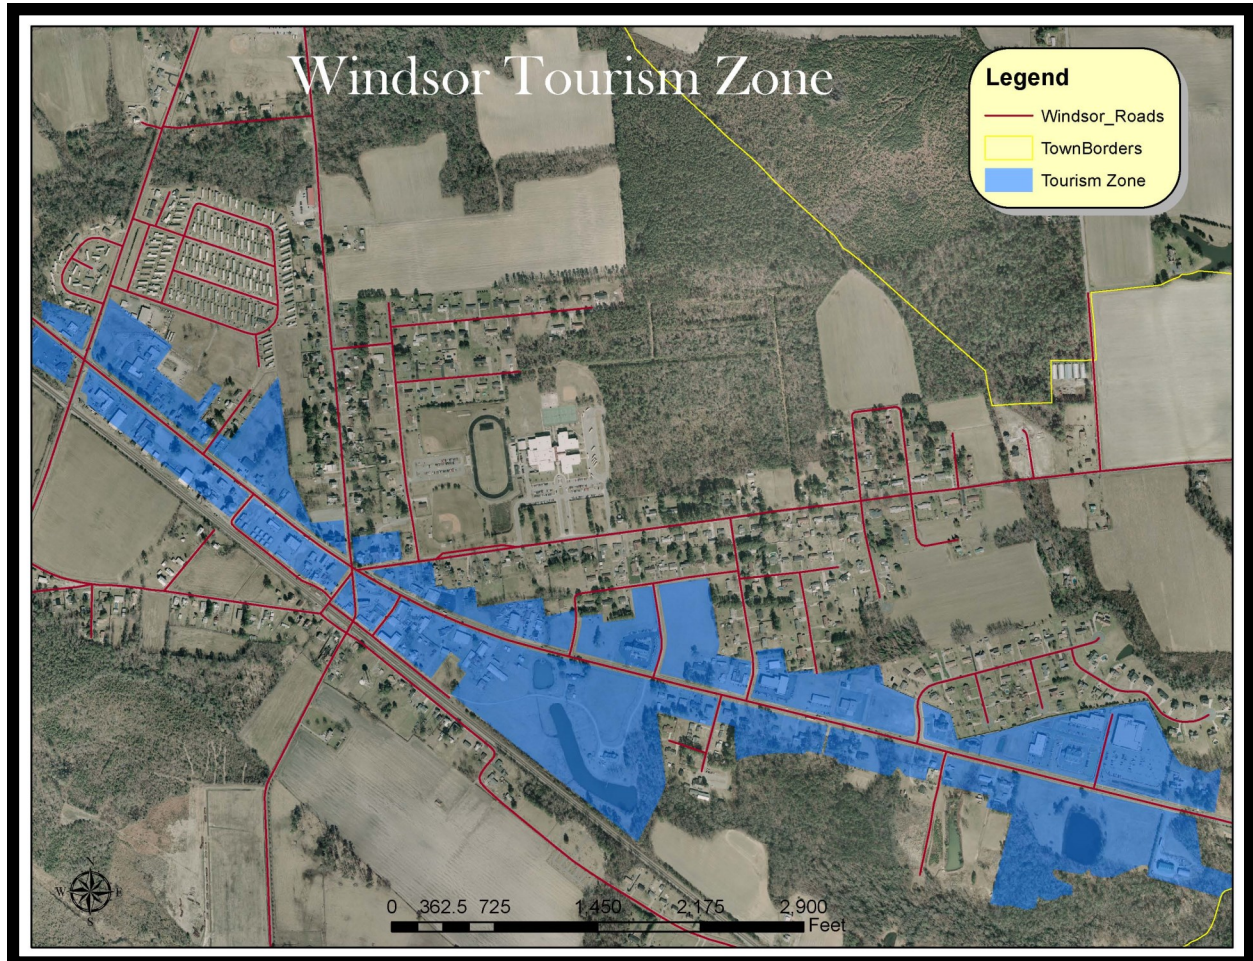 Windsor Tourism Zone
Legend
Windsor_Roads
TownBorders
Tourism Zone
N
W E
S
0 362.5 725 1,450 2,175 2,900
Feet